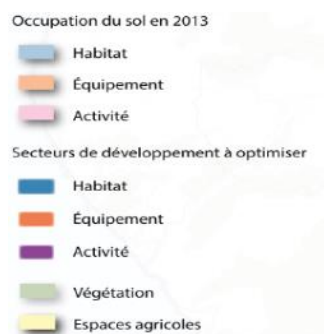 Occupation du sol en 2013
Habitat
Équipement
Activité
Secteurs de développement à optimiser
Habitat
Équipement
Activité
Végétation
Espaces agricoles